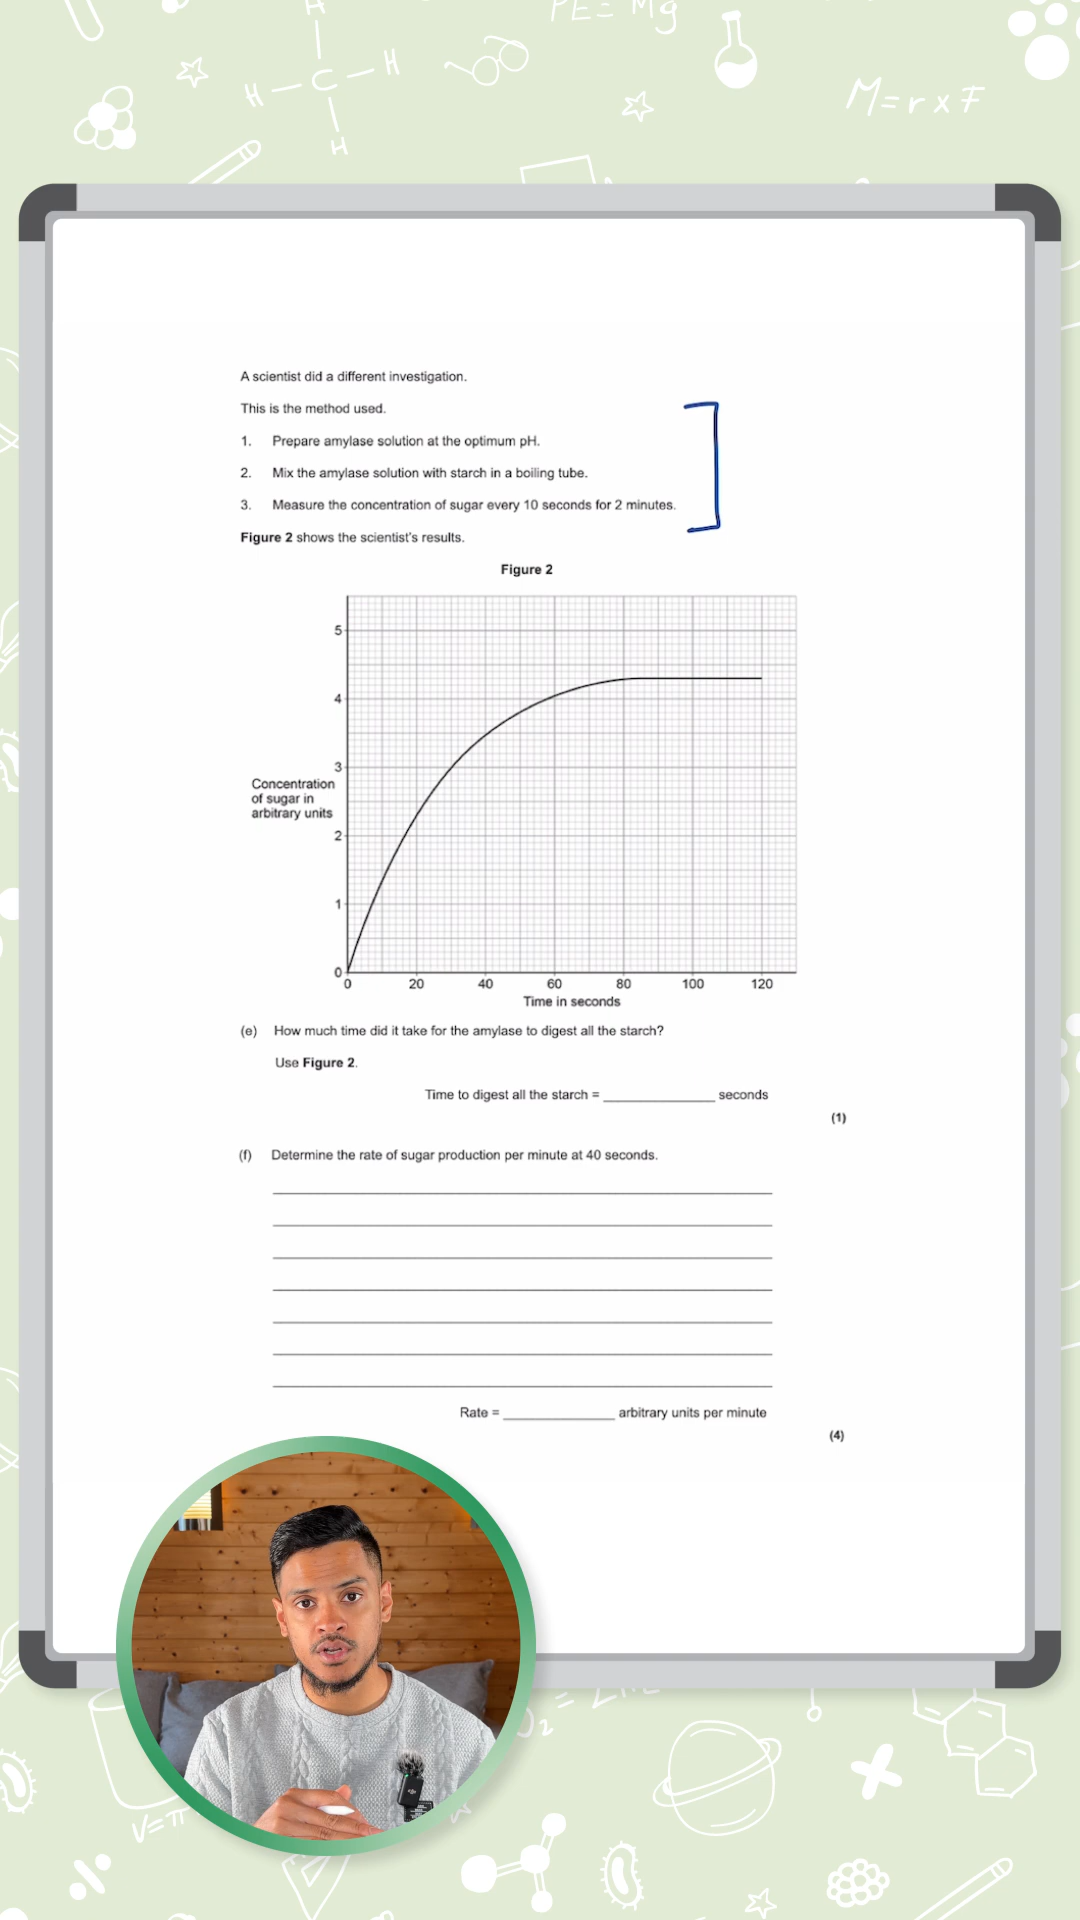 PE= Mg
H
H—C—H
H
M=r x F
A scientist did a different investigation.
This is the method used.
1. Prepare amylase solution at the optimum pH.
2. Mix the amylase solution with starch in a boiling tube.
3. Measure the concentration of sugar every 10 seconds for 2 minutes.
Figure 2 shows the scientist's results.
Figure 2
5
4
3
Concentration
of sugar in
arbitrary units
2
1
0
0 20 40 60 80 100 120
Time in seconds
(e) How much time did it take for the amylase to digest all the starch?
Use Figure 2.
Time to digest all the starch = ______________ seconds
(1)
(f) Determine the rate of sugar production per minute at 40 seconds.
Rate = ______________ arbitrary units per minute
(4)
V=π